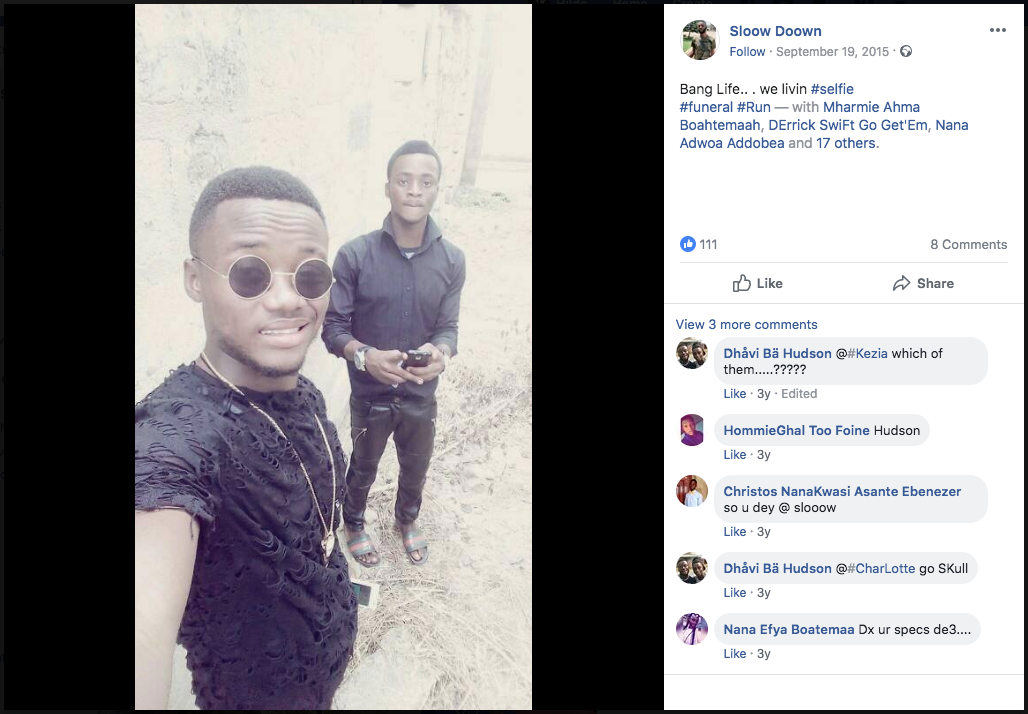 Sloow Doown
Follow · September 19, 2015 ·
Bang Life.. . we livin #selfie
#funeral #Run — with Mharmie Ahma
Boahtemaah, DErrick SwiFt Go Get'Em, Nana
Adwoa Addobea and 17 others.
111
8 Comments
Like
Share
View 3 more comments
Dhåvi Bä Hudson @#Kezia which of
them.....?????
Like · 3y · Edited
HommieGhal Too Foine Hudson
Like · 3y
Christos NanaKwasi Asante Ebenezer
so u dey @ slooow
Like · 3y
Dhåvi Bä Hudson @#CharLotte go SKull
Like · 3y
Nana Efya Boatemaa Dx ur specs de3....
Like · 3y